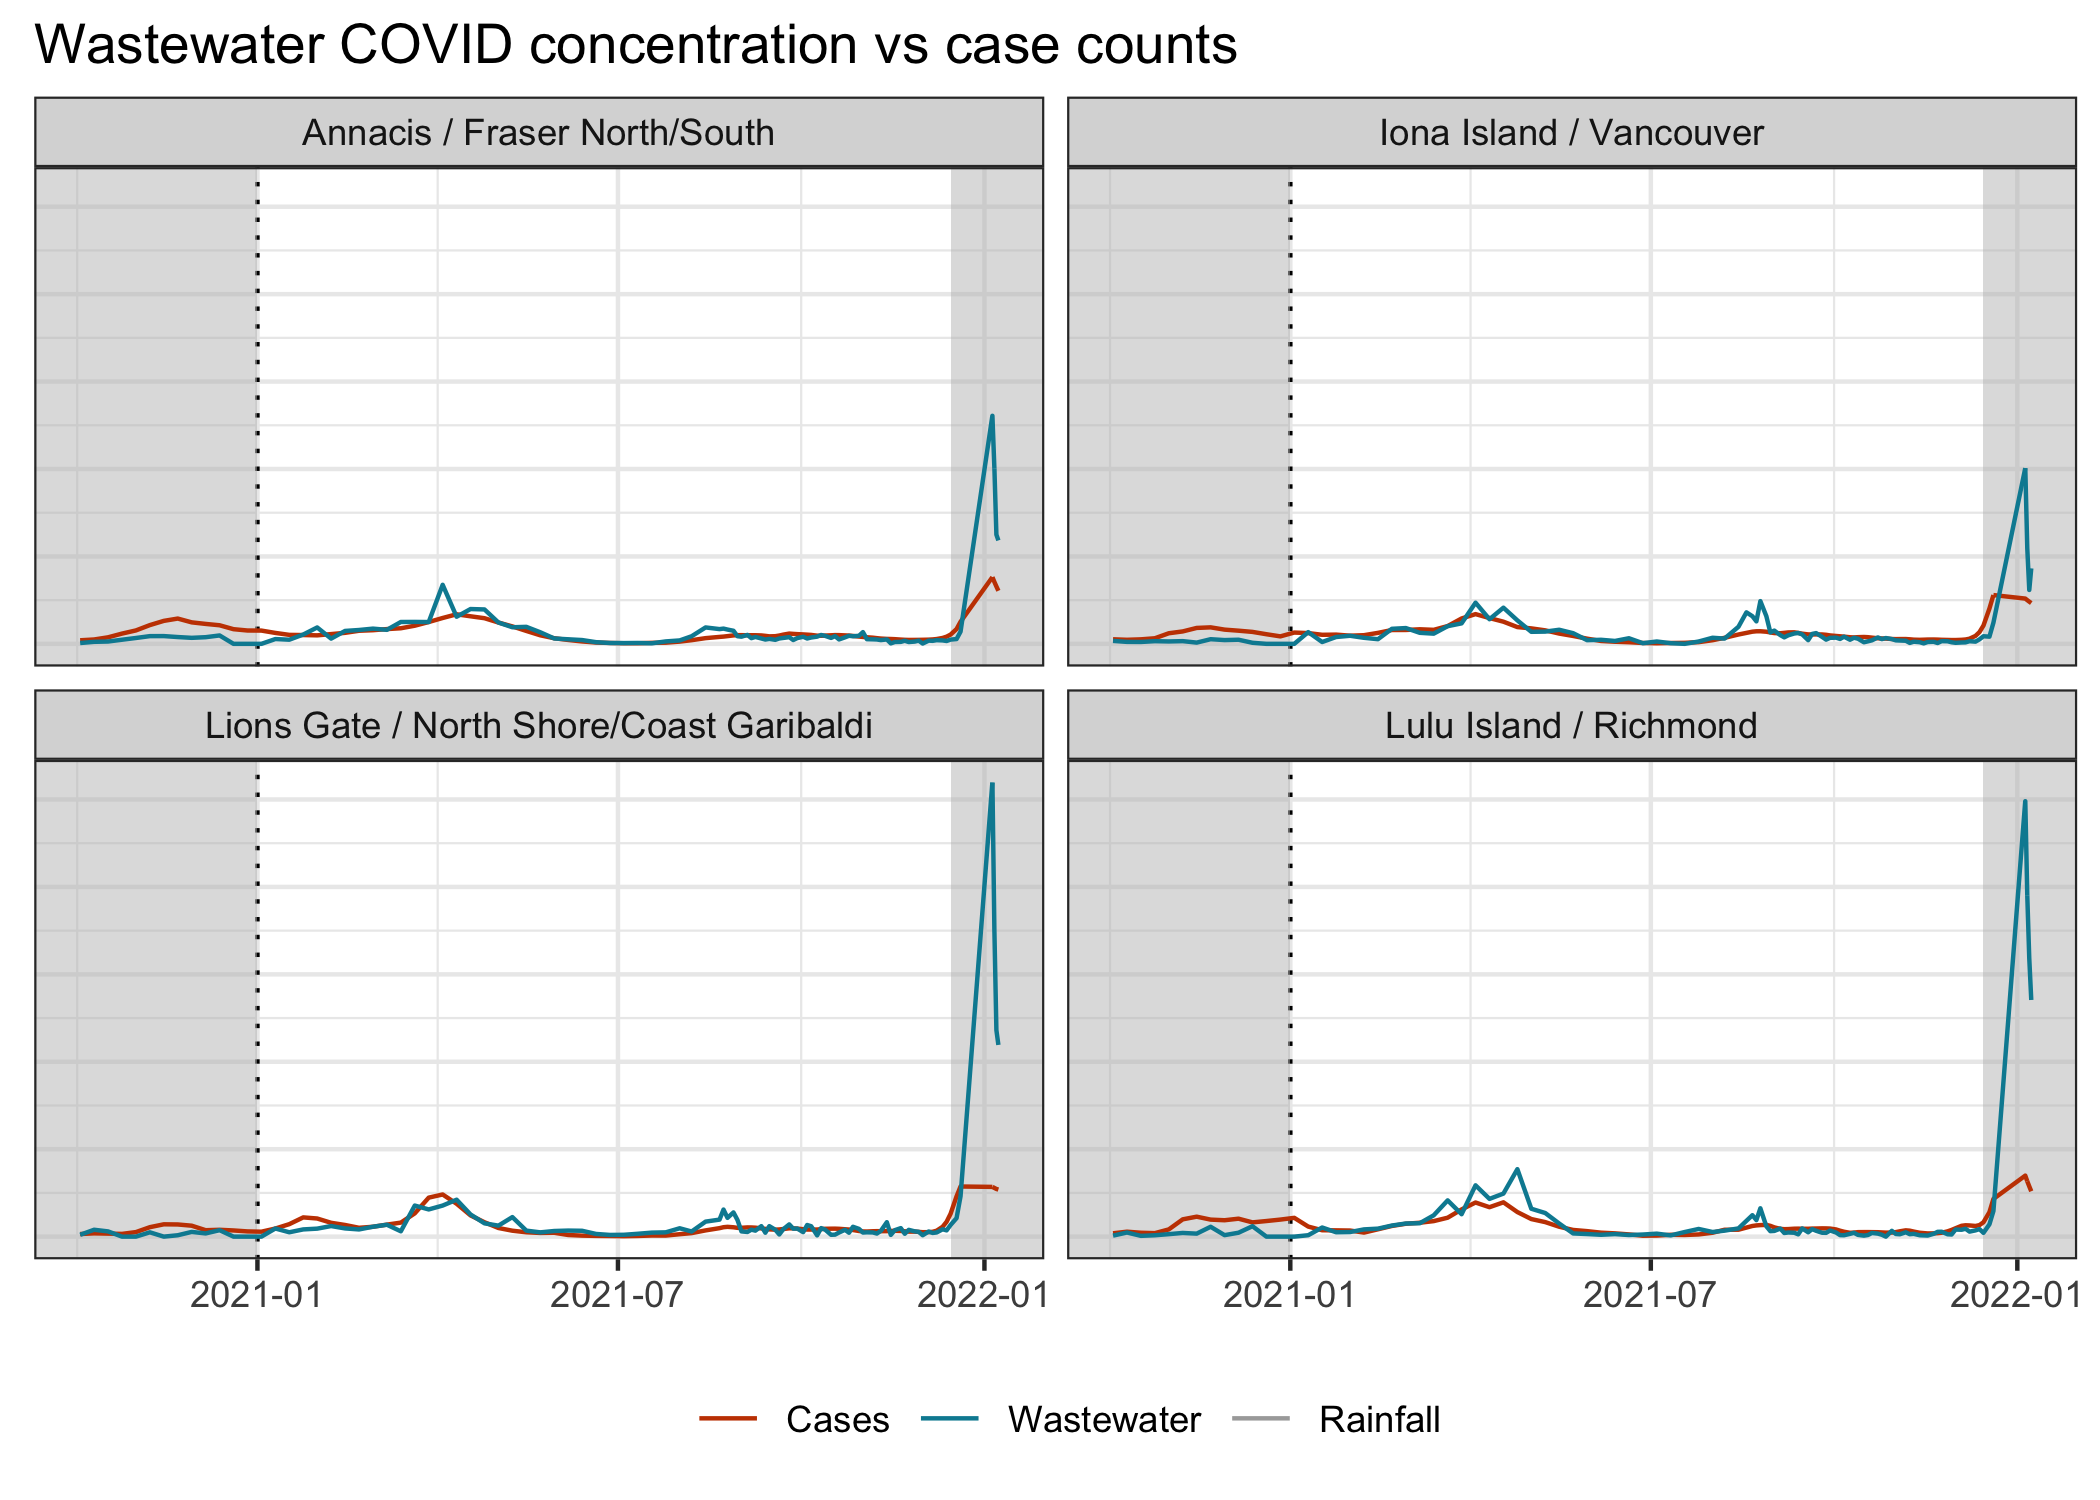 Wastewater COVID concentration vs case counts
Annacis / Fraser North/South
Iona Island / Vancouver
Lions Gate / North Shore/Coast Garibaldi
Lulu Island / Richmond
2021-01 2021-07 2022-01
2021-01 2021-07 2022-01
Cases Wastewater Rainfall